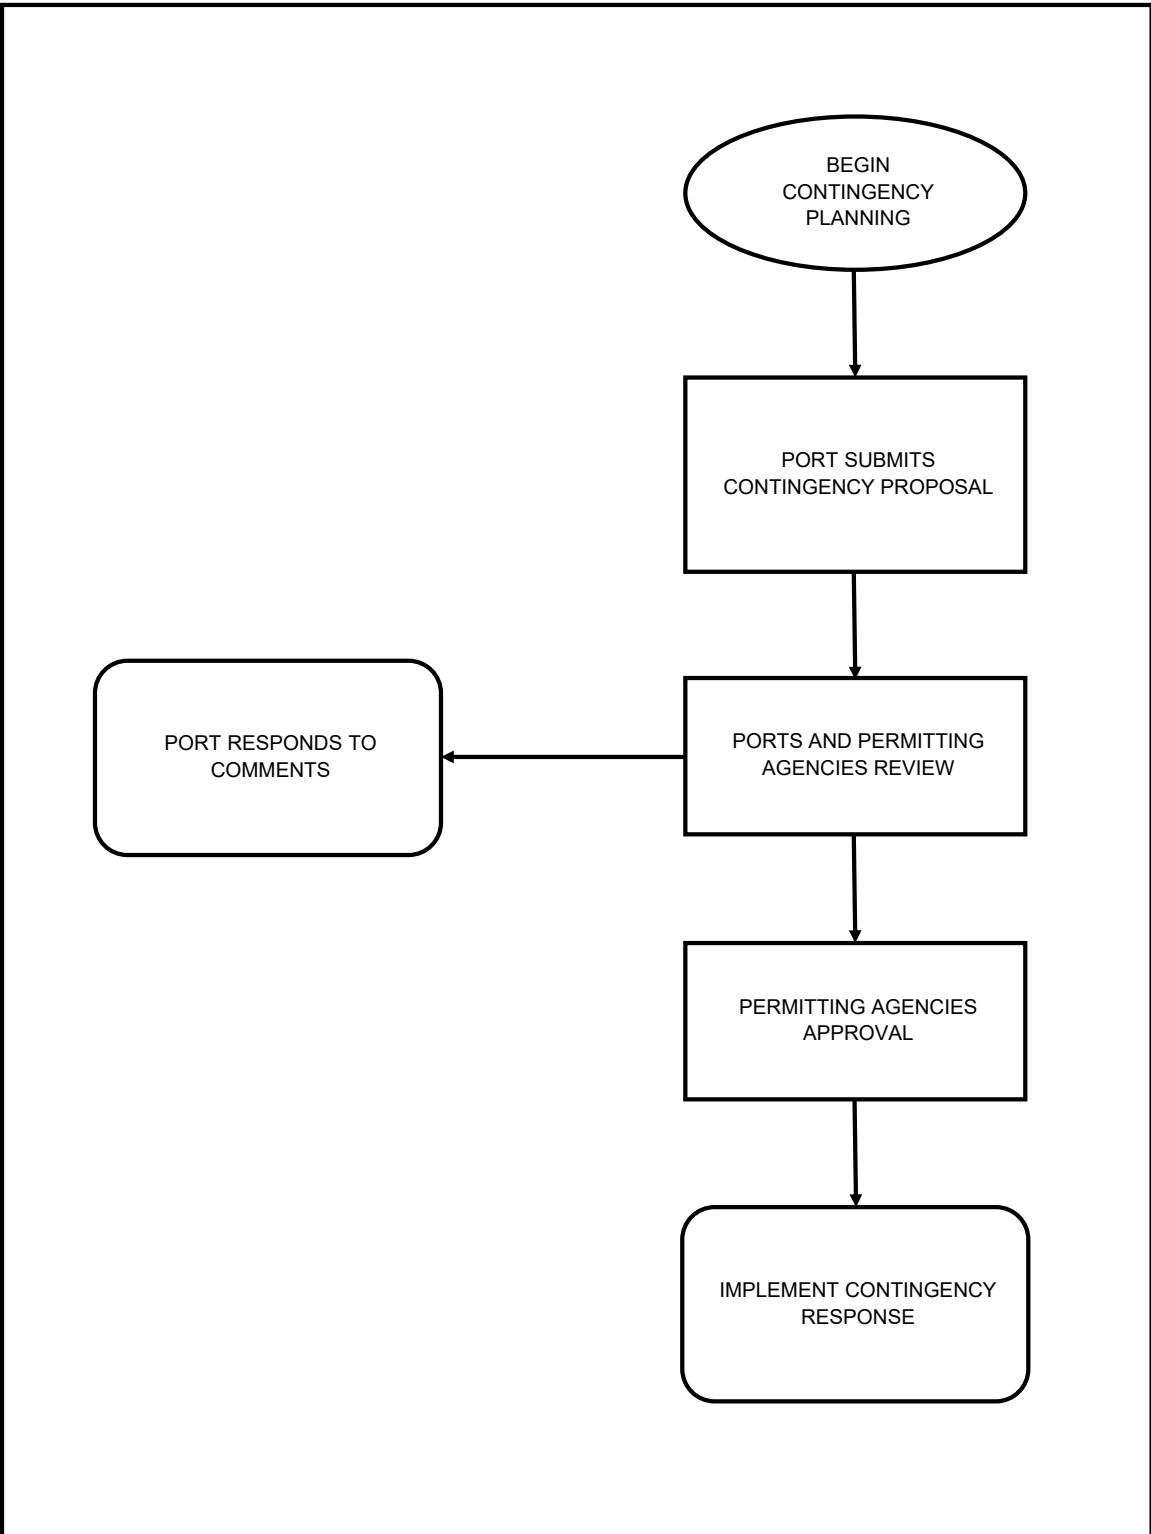 BEGIN
CONTINGENCY
PLANNING
PORT SUBMITS
CONTINGENCY PROPOSAL
PORT RESPONDS TO
COMMENTS
PORTS AND PERMITTING
AGENCIES REVIEW
PERMITTING AGENCIES
APPROVAL
IMPLEMENT CONTINGENCY
RESPONSE